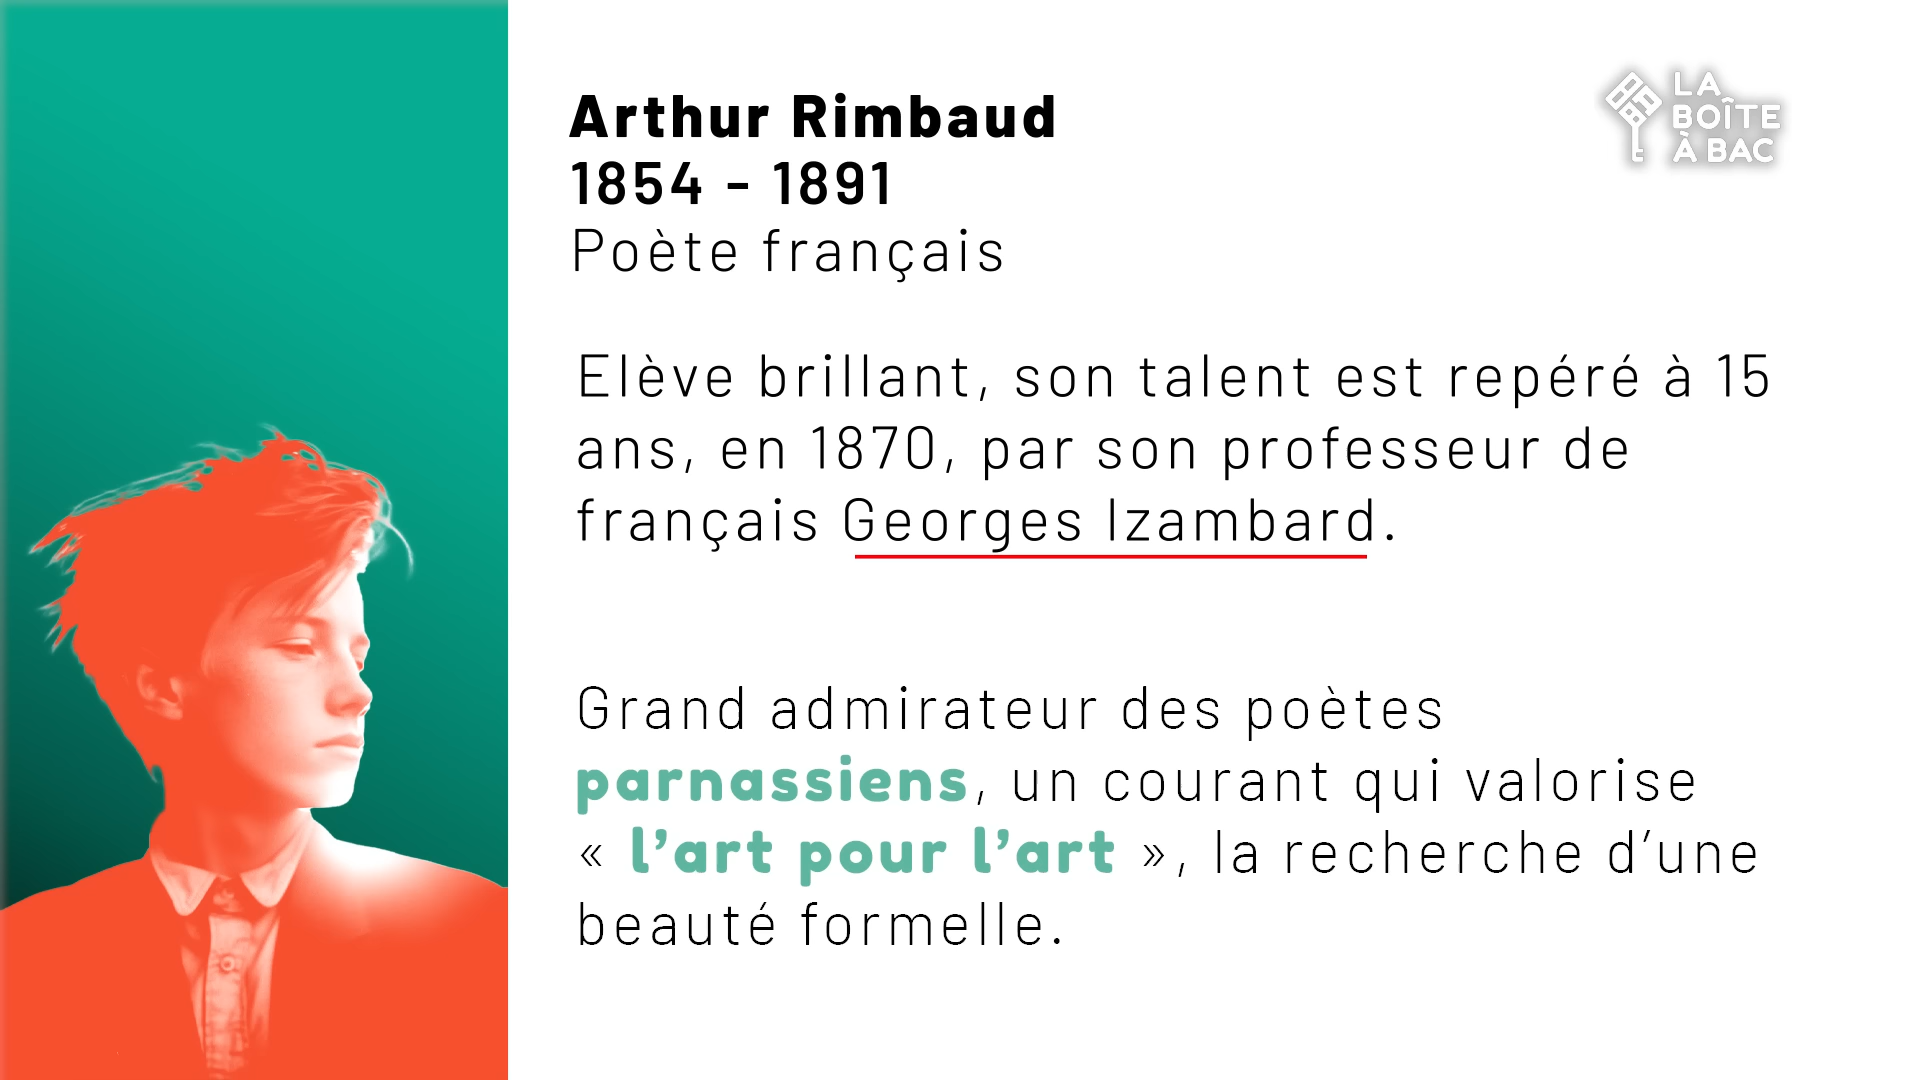 Arthur Rimbaud
1854 - 1891
Poète français
LA
BOÎTE
À BAC
Elève brillant, son talent est repéré à 15
ans, en 1870, par son professeur de
français Georges Izambard.
Grand admirateur des poètes
parnassiens, un courant qui valorise
« l’art pour l’art », la recherche d’une
beauté formelle.